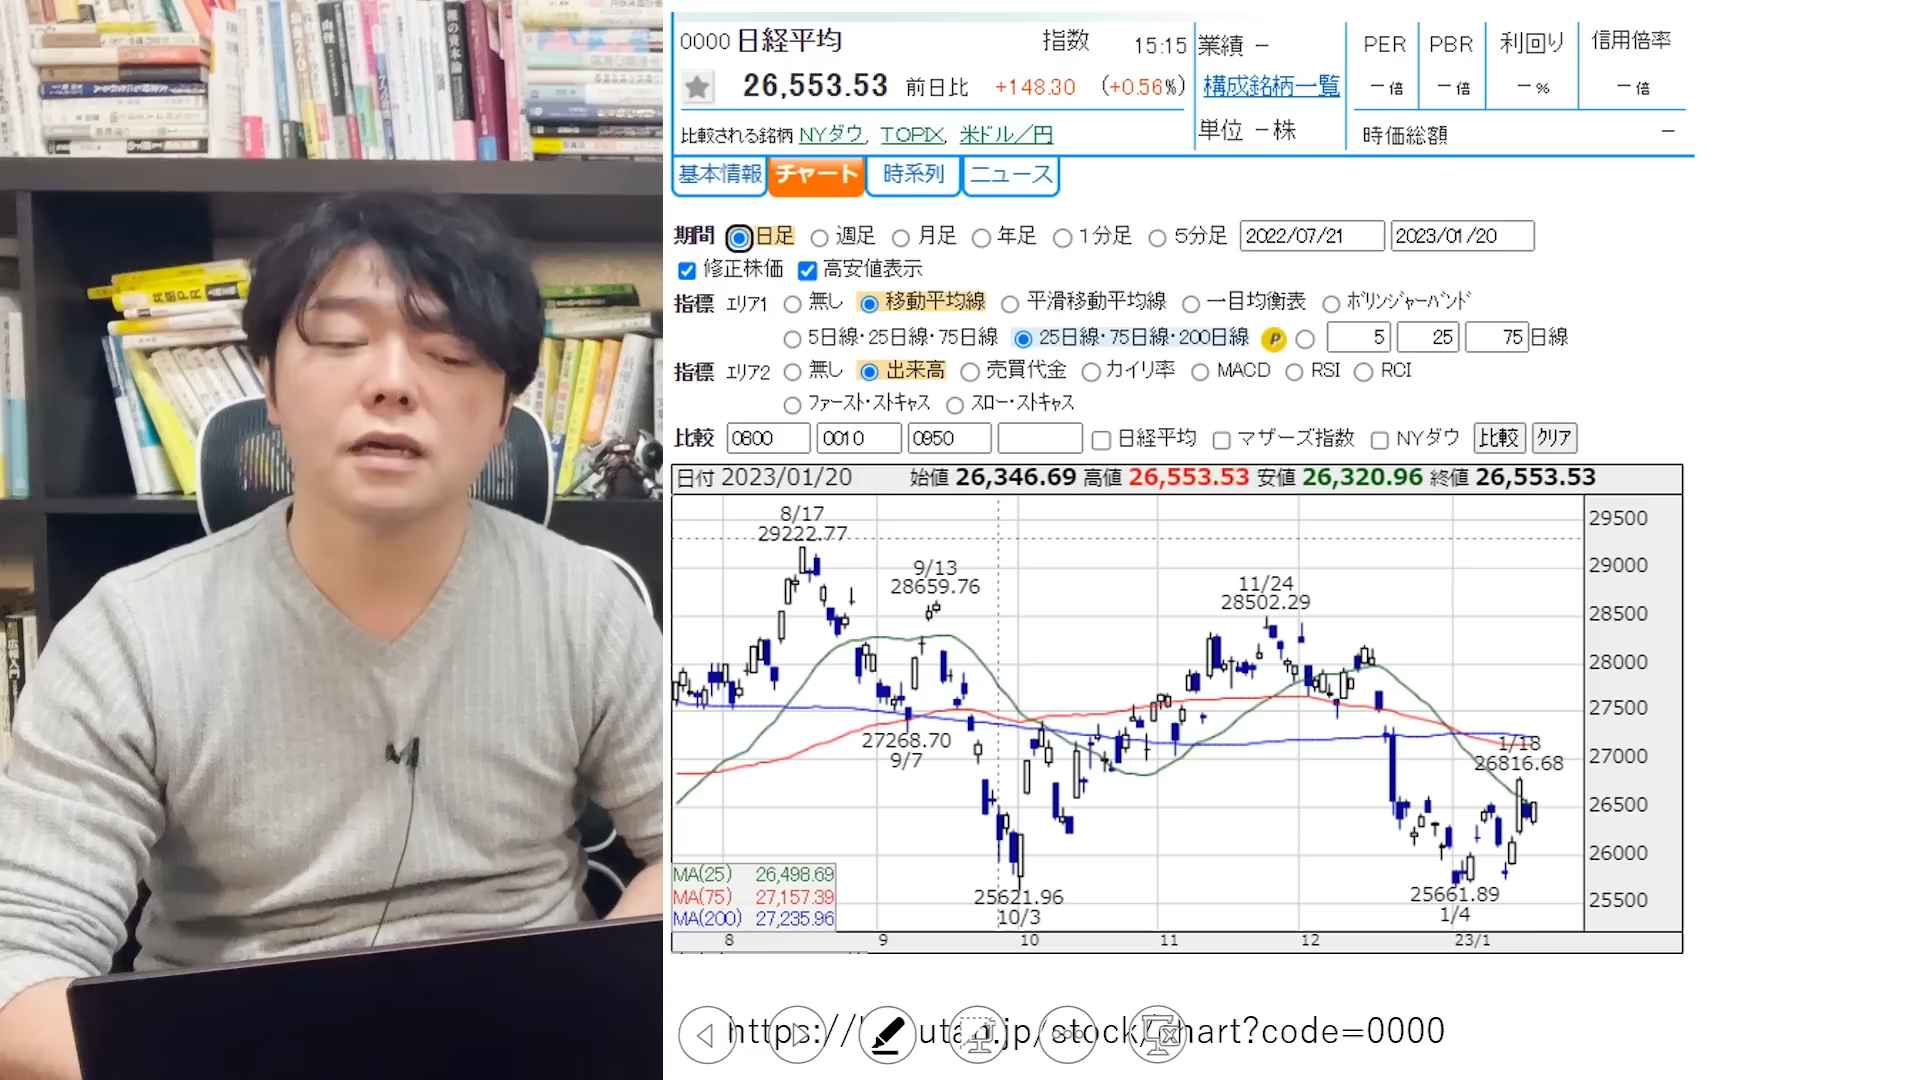 0000 日経平均 指数 15:15
26,553.53 前日比 +148.30 (+0.56%)
比較される銘柄 NYダウ, TOPIX, 米ドル／円
業績 －
構成銘柄一覧
単位 －株
PER PBR 利回り 信用倍率
－倍 －倍 －% －倍
時価総額 －
基本情報 チャート 時系列 ニュース
期間 日足 週足 月足 年足 1分足 5分足 2022/07/21 2023/01/20
修正株価 高安値表示
指標 エリア1 無し 移動平均線 平滑移動平均線 一目均衡表 ボリンジャーバンド
5日線・25日線・75日線 25日線・75日線・200日線 P 5 25 75 日線
指標 エリア2 無し 出来高 売買代金 カイリ率 MACD RSI RCI
ファースト・ストキャス スロー・ストキャス
比較 0800 0010 0950 日経平均 マザーズ指数 NYダウ 比較 クリア
日付 2023/01/20 始値 26,346.69 高値 26,553.53 安値 26,320.96 終値 26,553.53
8/17
29222.77
9/13
28659.76
11/24
28502.29
27268.70
9/7
1/18
26816.68
25621.96
10/3
25661.89
1/4
29500
29000
28500
28000
27500
27000
26500
26000
25500
MA(25) 26,498.69
MA(75) 27,157.39
MA(200) 27,235.96
8 9 10 11 12 23/1
https://utan.jp/stock/chart?code=0000